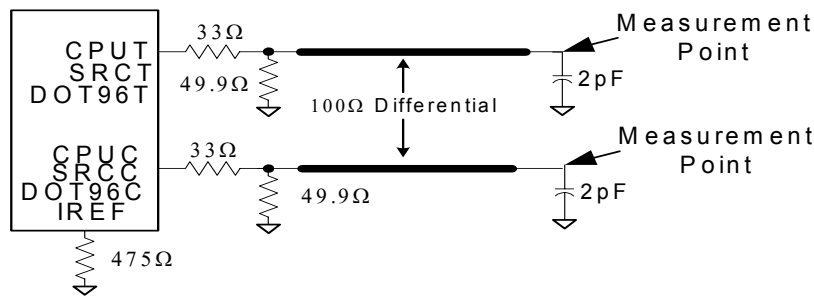 CPUT
SRCT
DOT96T
CPUC
SRCC
DOT96C
IREF
33Ω
49.9Ω
Measurement
Point
2pF
100Ω Differential
33Ω
49.9Ω
Measurement
Point
2pF
475Ω